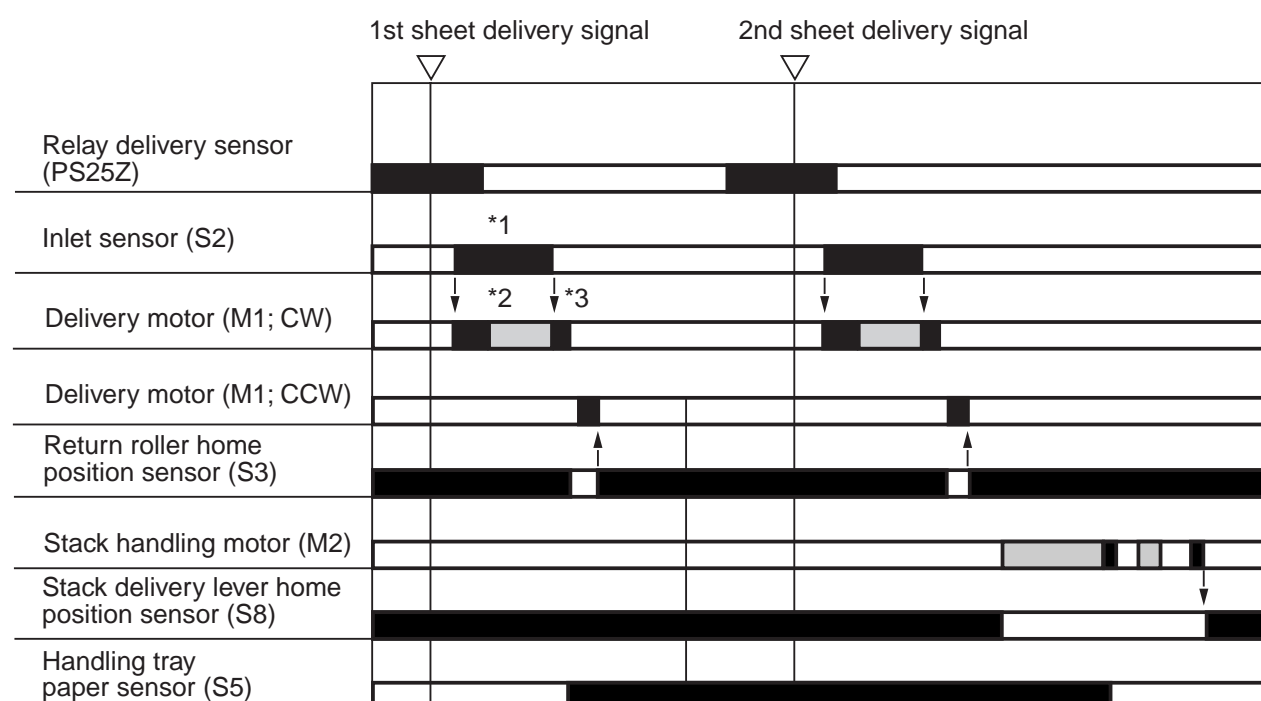 1st sheet delivery signal
2nd sheet delivery signal
Relay delivery sensor
(PS25Z)
*1
Inlet sensor (S2)
*2
*3
Delivery motor (M1; CW)
Delivery motor (M1; CCW)
Return roller home
position sensor (S3)
Stack handling motor (M2)
Stack delivery lever home
position sensor (S8)
Handling tray
paper sensor (S5)